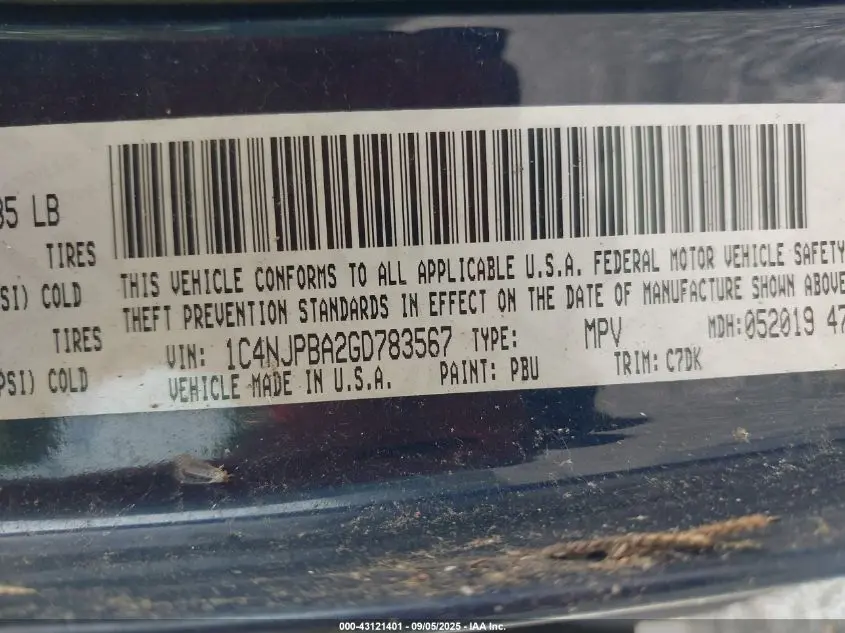 85 LB
TIRES
THIS VEHICLE CONFORMS TO ALL APPLICABLE U.S.A. FEDERAL MOTOR VEHICLE SAFETY
SI) COLD
THEFT PREVENTION STANDARDS IN EFFECT ON THE DATE OF MANUFACTURE SHOWN ABOVE
TIRES
VIN: 1C4NJPBA2GD783567 TYPE: MPV MDH:052019 47
PSI) COLD
VEHICLE MADE IN U.S.A. PAINT: PBU TRIM: C7DK
000-43121401 - 09/05/2025 - IAA Inc.